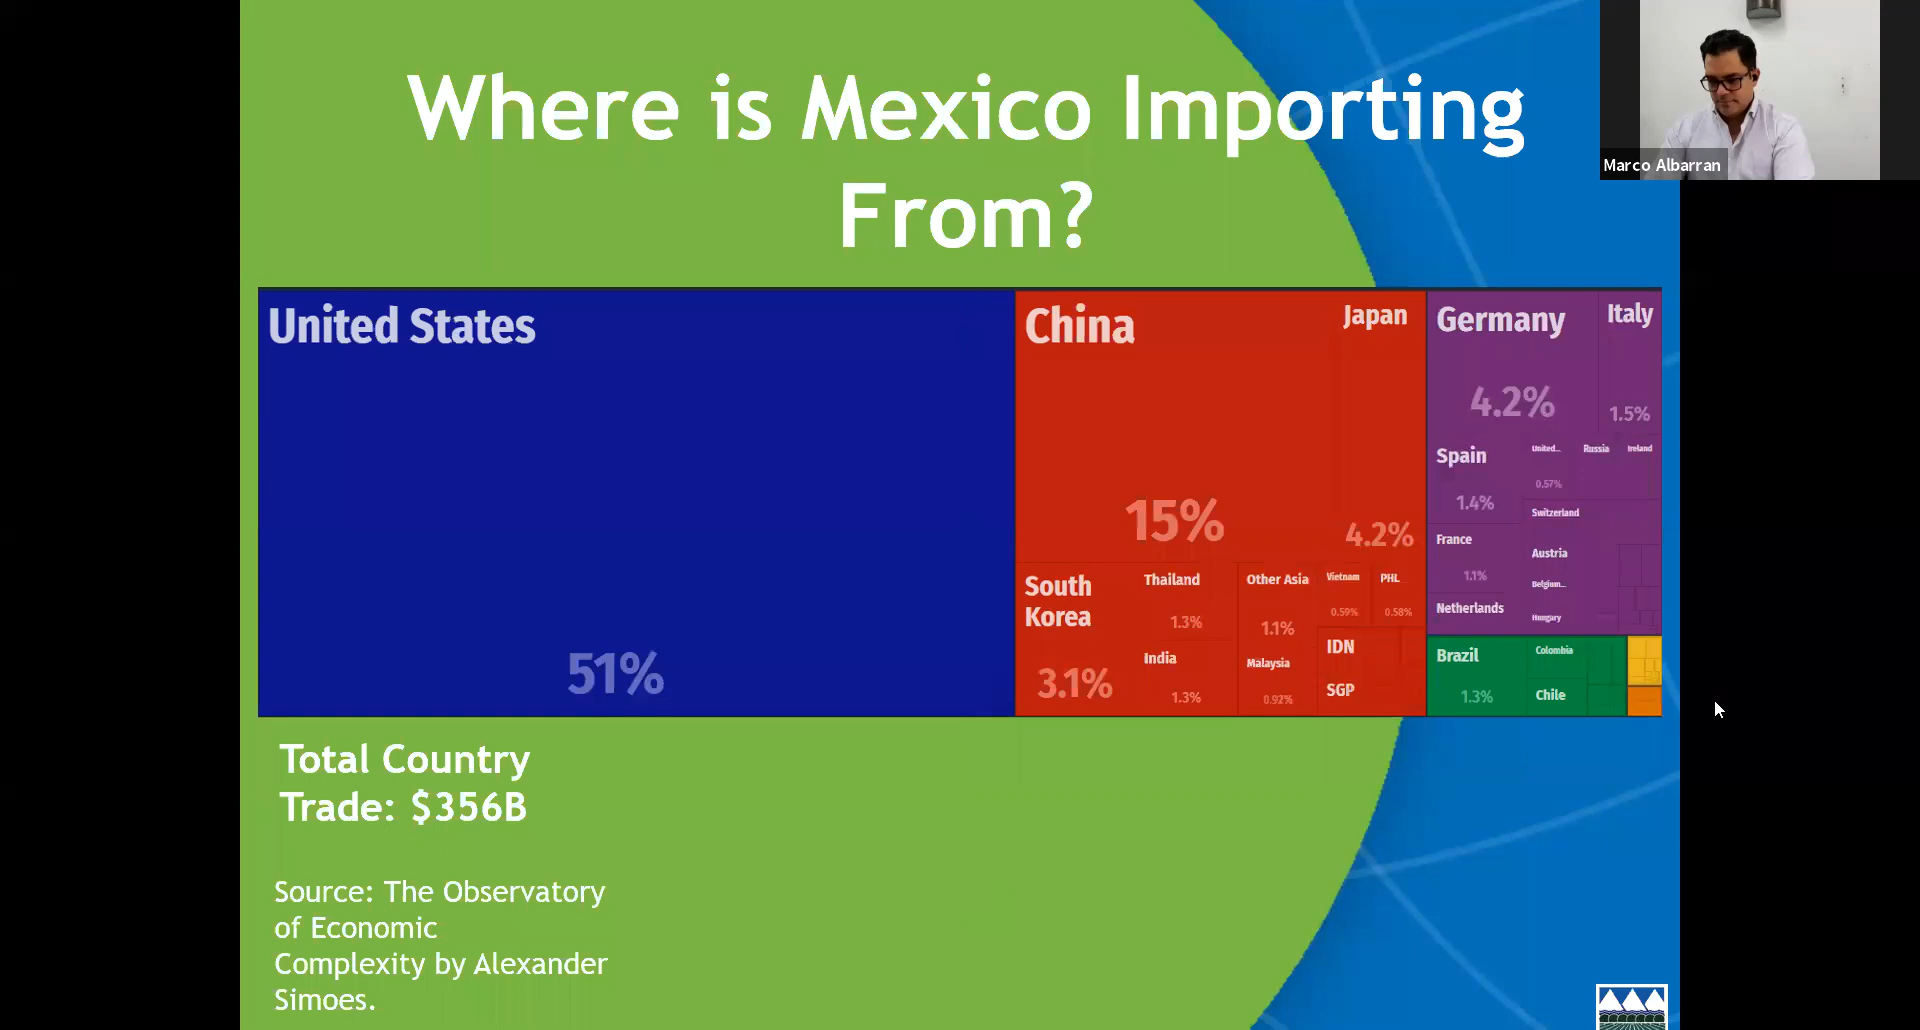 Where is Mexico Importing
From?
Marco Albarran
United States
51%
China
15%
Japan
4.2%
South
Korea
3.1%
Thailand
1.3%
India
1.3%
Other Asia
1.1%
Malaysia
0.92%
Vietnam
0.59%
PHL
0.58%
IDN
SGP
Germany
4.2%
Italy
1.5%
Spain
1.4%
France
1.1%
Netherlands
United...
0.57%
Russia
Ireland
Switzerland
Austria
Belgium...
Hungary
Brazil
1.3%
Colombia
Chile
Total Country
Trade: $356B
Source: The Observatory
of Economic
Complexity by Alexander
Simoes.